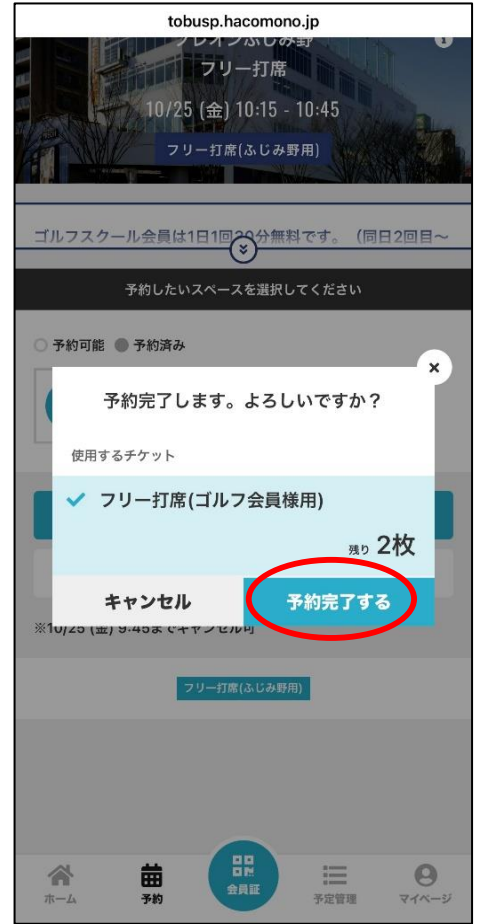 tobusp.hacomono.jp
フリー打席
10/25 (金) 10:15 - 10:45
フリー打席(ふじみ野用)
ゴルフスクール会員は1日1回30分無料です。(同日2回目〜
予約したいスペースを選択してください
予約可能 予約済み
×
予約完了します。よろしいですか？
使用するチケット
フリー打席(ゴルフ会員様用)
残り 2枚
キャンセル 予約完了する
※10/25 (金) 9:45までキャンセル可
フリー打席(ふじみ野用)
ホーム 予約 会員証 予定管理 マイページ